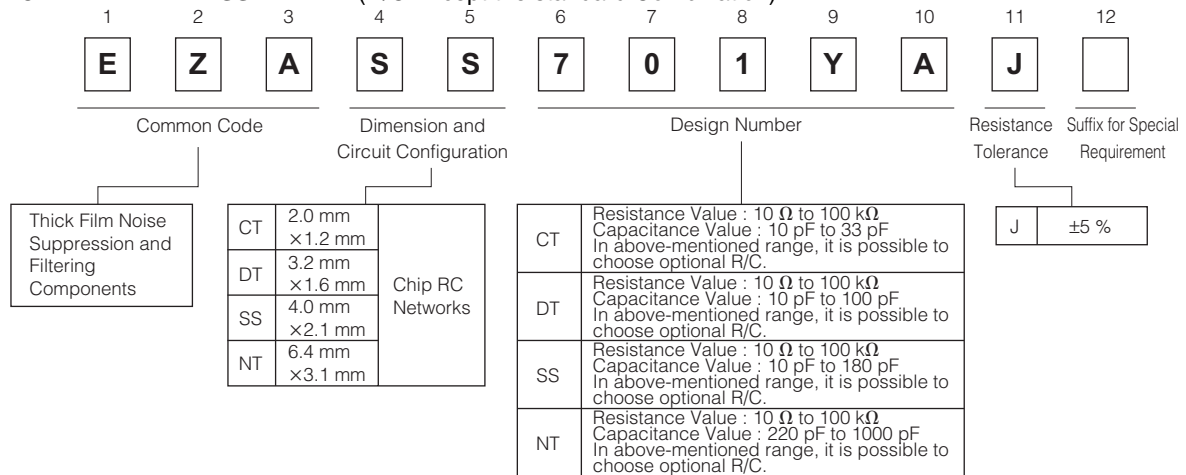 1 2 3 4 5 6 7 8 9 10 11 12
E Z A S S 7 0 1 Y A J
Common Code
Dimension and
Circuit Configuration
Design Number
Resistance
Tolerance
Suffix for Special
Requirement
Thick Film Noise
Suppression and
Filtering
Components
CT
2.0 mm
×1.2 mm
DT
3.2 mm
×1.6 mm
SS
4.0 mm
×2.1 mm
NT
6.4 mm
×3.1 mm
Chip RC
Networks
CT
Resistance Value : 10 Ω to 100 kΩ
Capacitance Value : 10 pF to 33 pF
In above-mentioned range, it is possible to
choose optional R/C.
DT
Resistance Value : 10 Ω to 100 kΩ
Capacitance Value : 10 pF to 100 pF
In above-mentioned range, it is possible to
choose optional R/C.
SS
Resistance Value : 10 Ω to 100 kΩ
Capacitance Value : 10 pF to 180 pF
In above-mentioned range, it is possible to
choose optional R/C.
NT
Resistance Value : 10 Ω to 100 kΩ
Capacitance Value : 220 pF to 1000 pF
In above-mentioned range, it is possible to
choose optional R/C.
J ±5 %